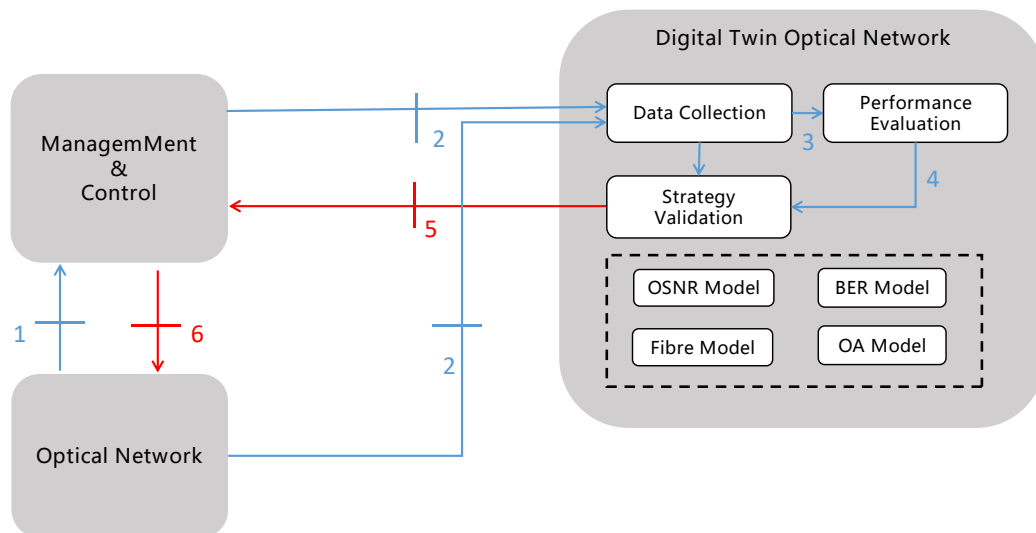 Digital Twin Optical Network
ManagemMment
&
Control
2
Data Collection
Performance
Evaluation
3
4
5
Strategy
Validation
OSNR Model
BER Model
Fibre Model
OA Model
1
6
2
Optical Network